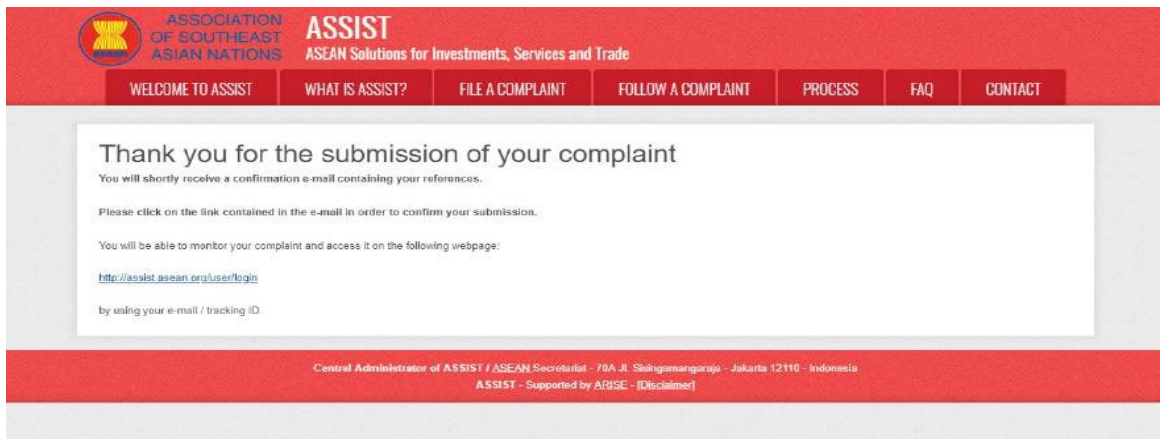 ASSOCIATION
OF SOUTHEAST
ASIAN NATIONS
ASSIST
ASEAN Solutions for Investments, Services and Trade
WELCOME TO ASSIST WHAT IS ASSIST? FILE A COMPLAINT FOLLOW A COMPLAINT PROCESS FAQ CONTACT
Thank you for the submission of your complaint
You will shortly receive a confirmation e-mail containing your references.
Please click on the link contained in the e-mail in order to confirm your submission.
You will be able to monitor your complaint and access it on the following webpage:
http://assist.asean.org/user/login
by using your e-mail / tracking ID.
Central Administrator of ASSIST / ASEAN Secretariat - 70A Jl. Sisingamangaraja - Jakarta 12110 - Indonesia
ASSIST - Supported by ARISE - [Disclaimer]